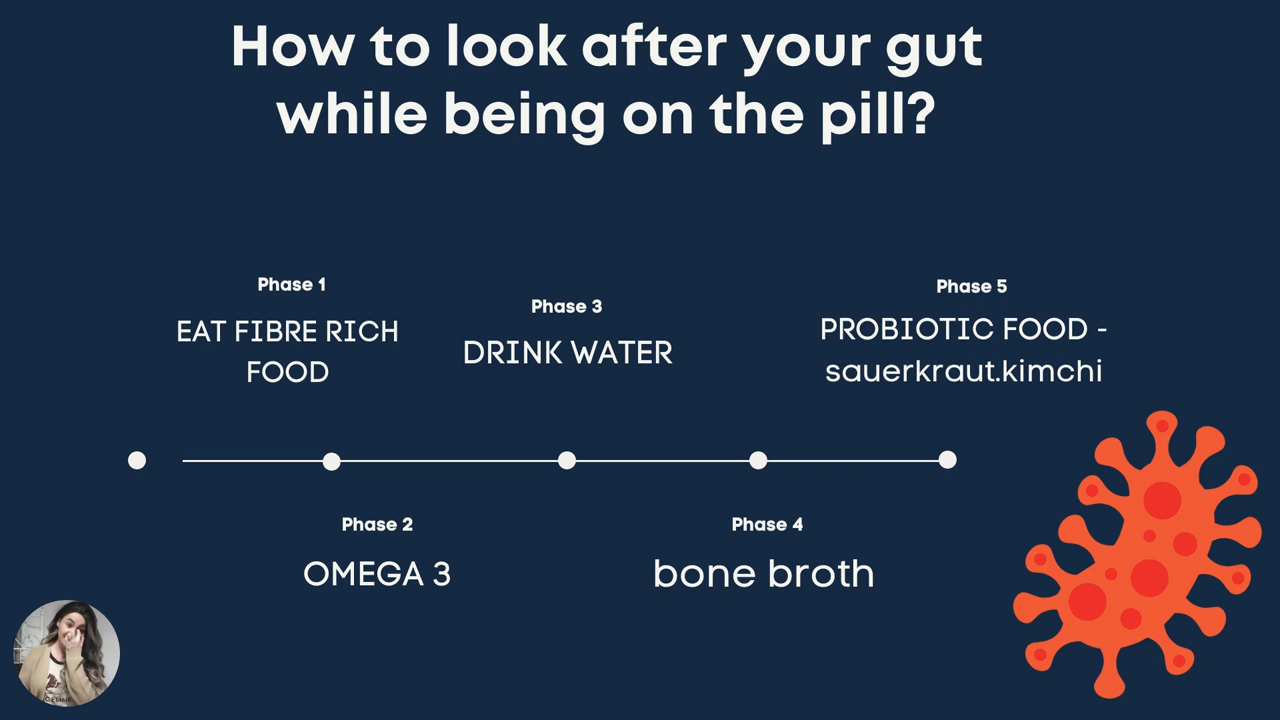 How to look after your gut
while being on the pill?
Phase 1
EAT FIBRE RICH
FOOD
Phase 2
OMEGA 3
Phase 3
DRINK WATER
Phase 4
bone broth
Phase 5
PROBIOTIC FOOD -
sauerkraut.kimchi